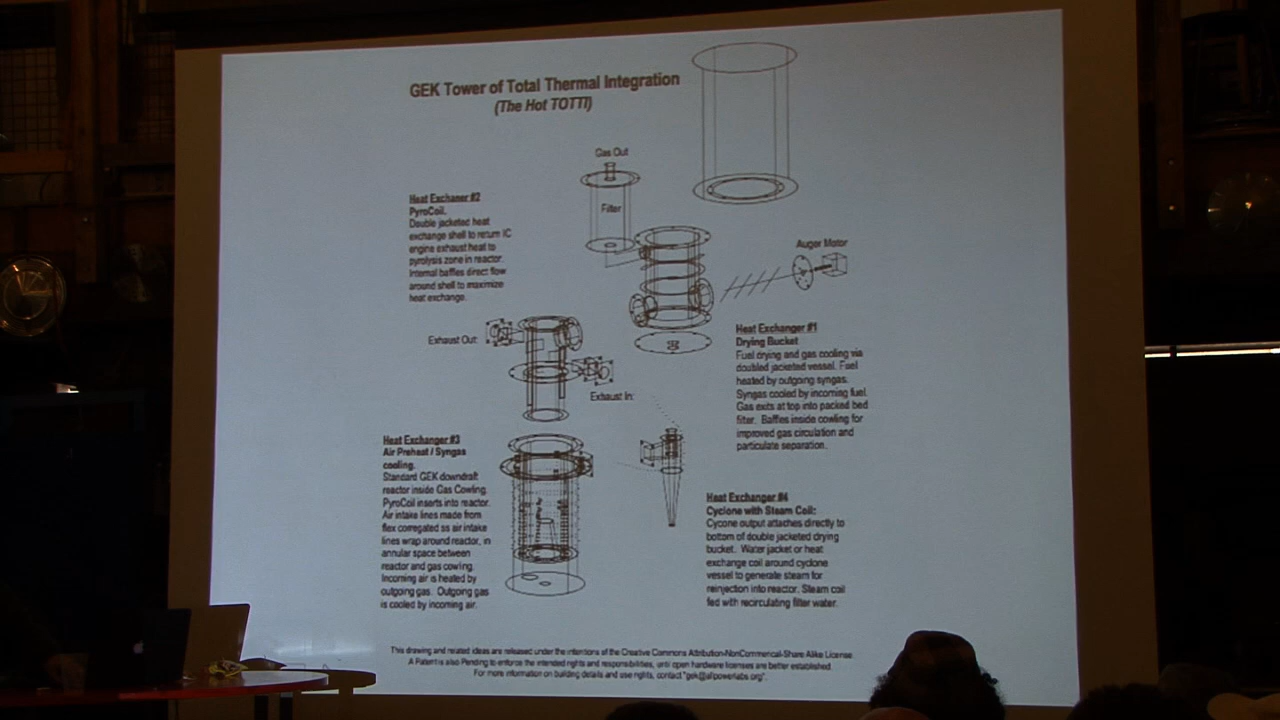 GEK Tower of Total Thermal Integration
(The Hot TOTTI)
Gas Out
Filter
Heat Exchaner #2
PyroCoil.
Double jacketed heat
exchange shell to return IC
engine exhaust heat to
pyrolysis zone in reactor.
Internal baffles direct flow
around shell to maximize
heat exchange.
Auger Motor
Exhaust Out:
Exhaust In:
Heat Exchanger #1
Drying Bucket
Fuel drying and gas cooling via
doubled jacketed vessel. Fuel
heated by outgoing syngas.
Syngas cooled by incoming fuel.
Gas exits at top into packed bed
filter. Baffles inside cowling for
improved gas circulation and
particulate separation.
Heat Exchanger #3
Air Preheat / Syngas
cooling.
Standard GEK downdraft
reactor inside Gas Cowling.
PyroCoil inserts into reactor.
Air intake lines made from
flex corregated ss air intake
lines wrap around reactor, in
annular space between
reactor and gas cowling.
Incoming air is heated by
outgoing gas. Outgoing gas
is cooled by incoming air.
Heat Exchanger #4
Cyclone with Steam Coil:
Cycone output attaches directly to
bottom of double jacketed drying
bucket. Water jacket or heat
exchange coil around cyclone
vessel to generate steam for
reinjection into reactor. Steam coil
fed with recirculating filter water.
This drawing and related ideas are released under the intentions of the Creative Commons Attribution-NonCommerical-Share Alike License.
A Patent is also Pending to enforce the intended rights and responsibilities, until open hardware licenses are better established.
For more information on building details and use rights, contact "gek@allpowerlabs.org".